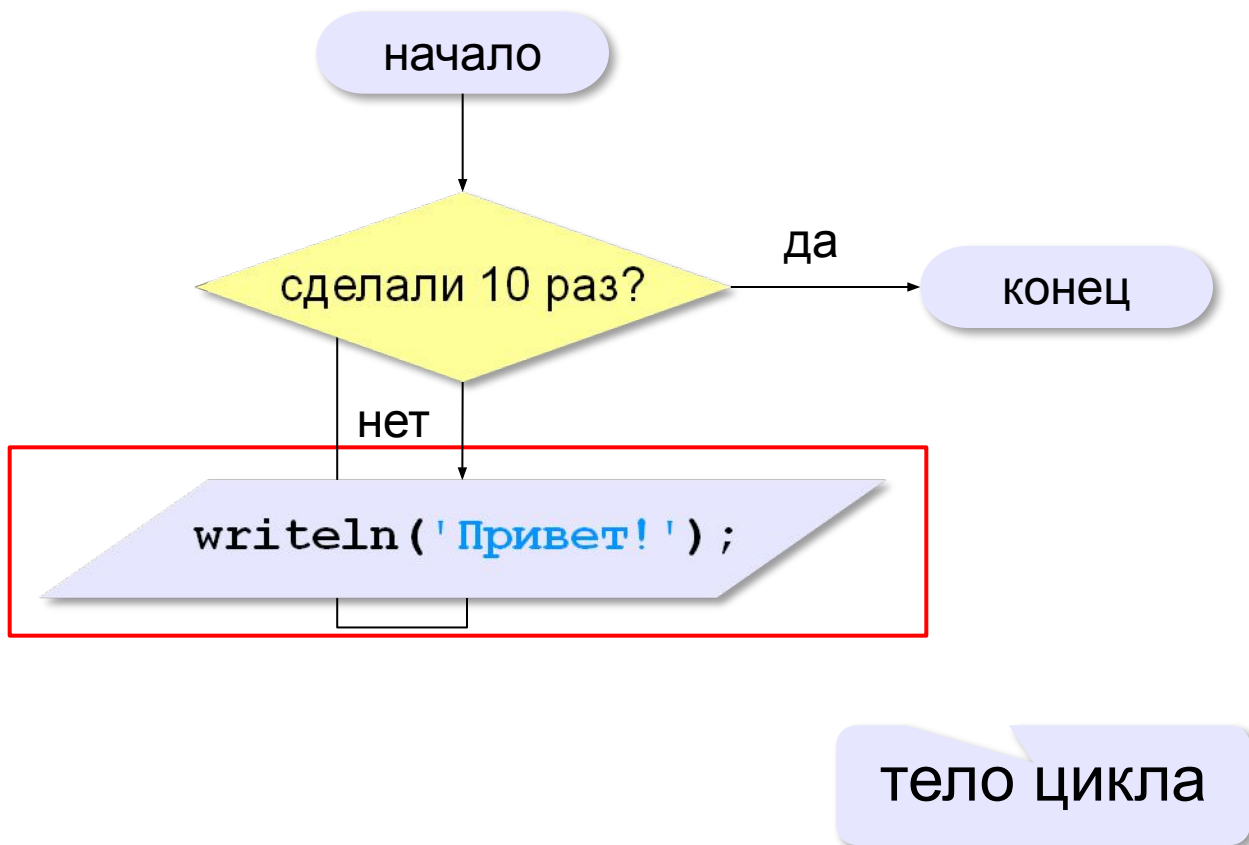 начало
да
сделали 10 раз?
конец
нет
writeln('Привет!');
тело цикла